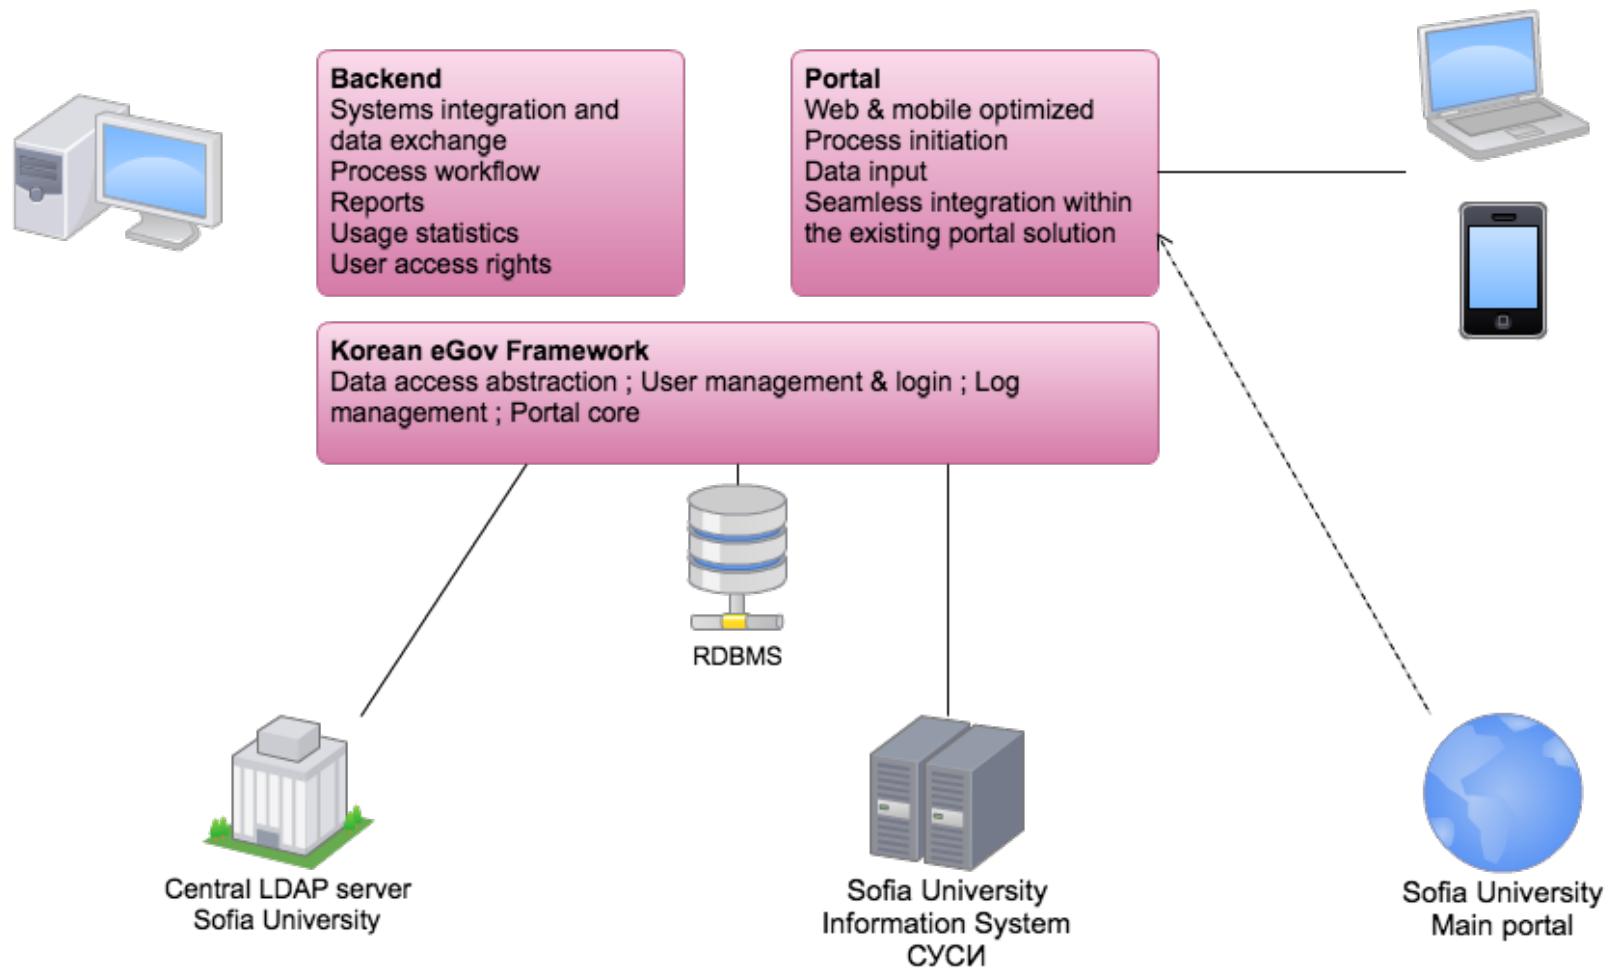 Backend
Systems integration and
data exchange
Process workflow
Reports
Usage statistics
User access rights
Portal
Web & mobile optimized
Process initiation
Data input
Seamless integration within
the existing portal solution
Korean eGov Framework
Data access abstraction ; User management & login ; Log
management ; Portal core
RDBMS
Central LDAP server
Sofia University
Sofia University
Information System
СУСИ
Sofia University
Main portal